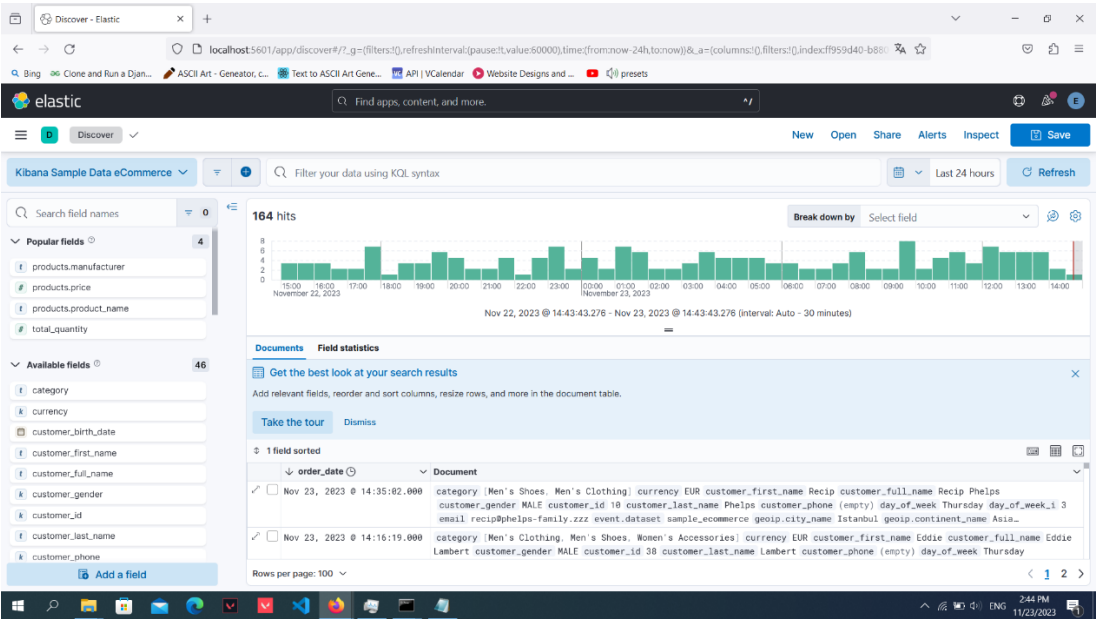 Discover - Elastic
localhost:5601/app/discover#/?_g=(filters:!(),refreshInterval:(pause:!t,value:60000),time:(from:now-24h,to:now))&_a=(columns:!(),filters:!(),index:ff959d40-b880
Bing Clone and Run a Djan... ASCII Art - Geneator, c... Text to ASCII Art Gene... API | VCalendar Website Designs and ... presets
elastic Find apps, content, and more. ^/ E
D Discover New Open Share Alerts Inspect Save
Kibana Sample Data eCommerce Filter your data using KQL syntax Last 24 hours Refresh
Search field names 0
164 hits Break down by Select field
Popular fields 4
products.manufacturer
products.price
products.product_name
total_quantity
8
6
4
2
0
15:00 16:00 17:00 18:00 19:00 20:00 21:00 22:00 23:00 00:00 01:00 02:00 03:00 04:00 05:00 06:00 07:00 08:00 09:00 10:00 11:00 12:00 13:00 14:00
November 22, 2023 November 23, 2023
Nov 22, 2023 @ 14:43:43.276 - Nov 23, 2023 @ 14:43:43.276 (interval: Auto - 30 minutes)
Available fields 46
category
currency
customer_birth_date
customer_first_name
customer_full_name
customer_gender
customer_id
customer_last_name
customer_phone
Add a field
Documents Field statistics
Get the best look at your search results
Add relevant fields, reorder and sort columns, resize rows, and more in the document table.
Take the tour Dismiss
1 field sorted
order_date Document
Nov 23, 2023 @ 14:35:02.000 category [Men's Shoes, Men's Clothing] currency EUR customer_first_name Recip customer_full_name Recip Phelps
customer_gender MALE customer_id 10 customer_last_name Phelps customer_phone (empty) day_of_week Thursday day_of_week_i 3
email recip@phelps-family.zzz event.dataset sample_ecommerce geoip.city_name Istanbul geoip.continent_name Asia...
Nov 23, 2023 @ 14:16:19.000 category [Men's Clothing, Men's Shoes, Women's Accessories] currency EUR customer_first_name Eddie customer_full_name Eddie
Lambert customer_gender MALE customer_id 38 customer_last_name Lambert customer_phone (empty) day_of_week Thursday
Rows per page: 100 1 2
ENG 2:44 PM
11/23/2023